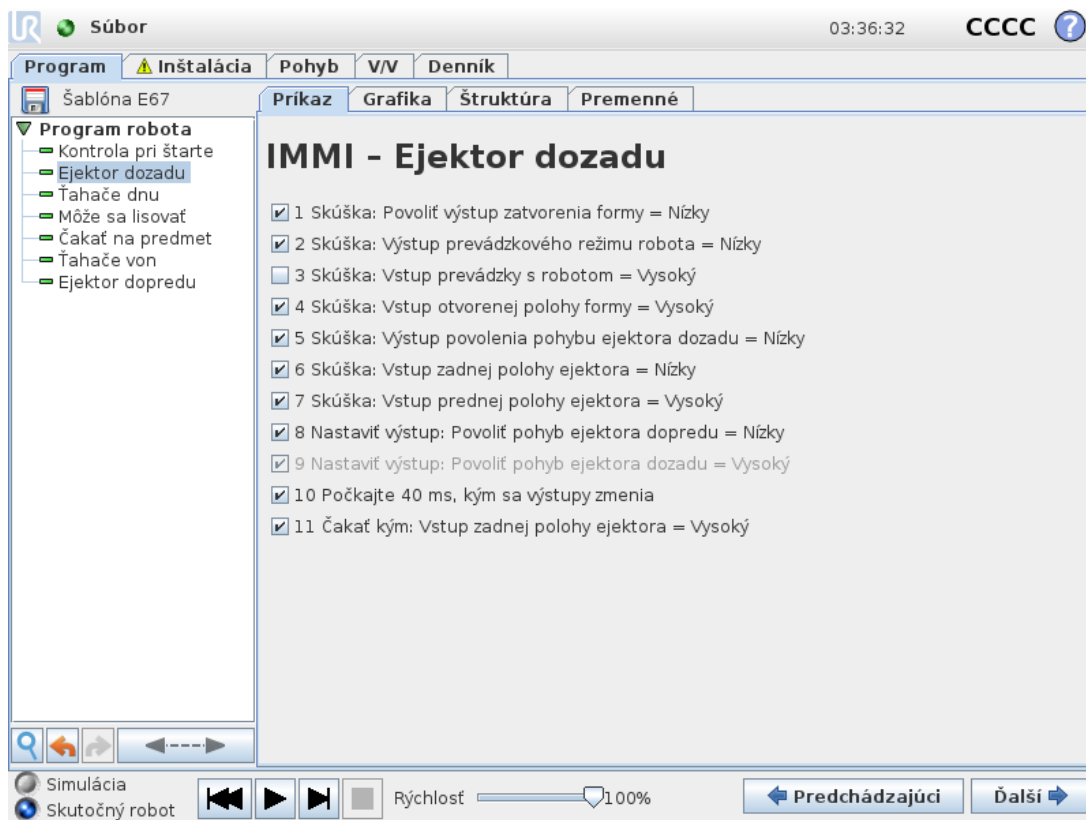 UR Súbor 03:36:32 CCCC ?
Program Inštalácia Pohyb V/V Denník
Šablóna E67
Príkaz Grafika Štruktúra Premenné
Program robota
Kontrola pri štarte
Ejektor dozadu
Ťahače dnu
Môže sa lisovať
Čakať na predmet
Ťahače von
Ejektor dopredu
IMMI - Ejektor dozadu
1 Skúška: Povoliť výstup zatvorenia formy = Nízky
2 Skúška: Výstup prevádzkového režimu robota = Nízky
3 Skúška: Vstup prevádzky s robotom = Vysoký
4 Skúška: Vstup otvorenej polohy formy = Vysoký
5 Skúška: Výstup povolenia pohybu ejektora dozadu = Nízky
6 Skúška: Vstup zadnej polohy ejektora = Nízky
7 Skúška: Vstup prednej polohy ejektora = Vysoký
8 Nastaviť výstup: Povoliť pohyb ejektora dopredu = Nízky
9 Nastaviť výstup: Povoliť pohyb ejektora dozadu = Vysoký
10 Počkajte 40 ms, kým sa výstupy zmenia
11 Čakať kým: Vstup zadnej polohy ejektora = Vysoký
Simulácia
Skutočný robot
Rýchlosť 100%
Predchádzajúci
Ďalší